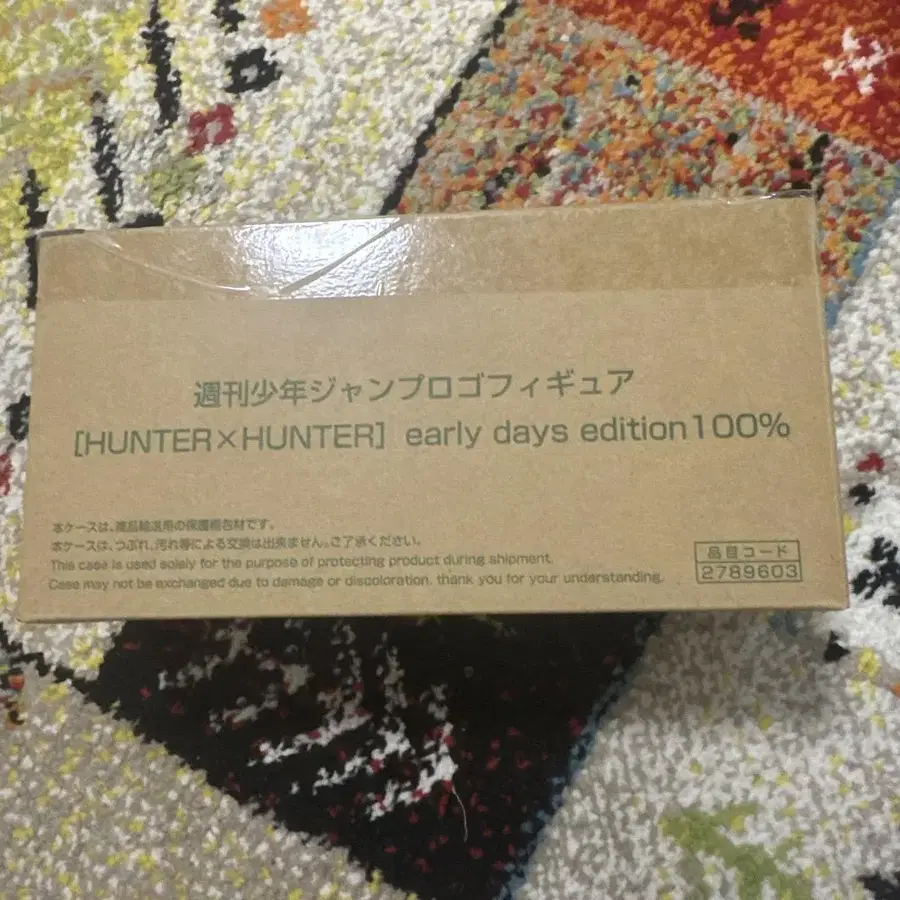 週刊少年ジャンプロゴフィギュア
[HUNTER×HUNTER] early days edition100%
本ケースは、商品輸送用の保護梱包材です。
本ケースは、つぶれ、汚れ等による交換は出来ません。ご了承ください。
This case is used solely for the purpose of protecting product during shipment.
Case may not be exchanged due to damage or discoloration. thank you for your understanding.
品目コード
2789603